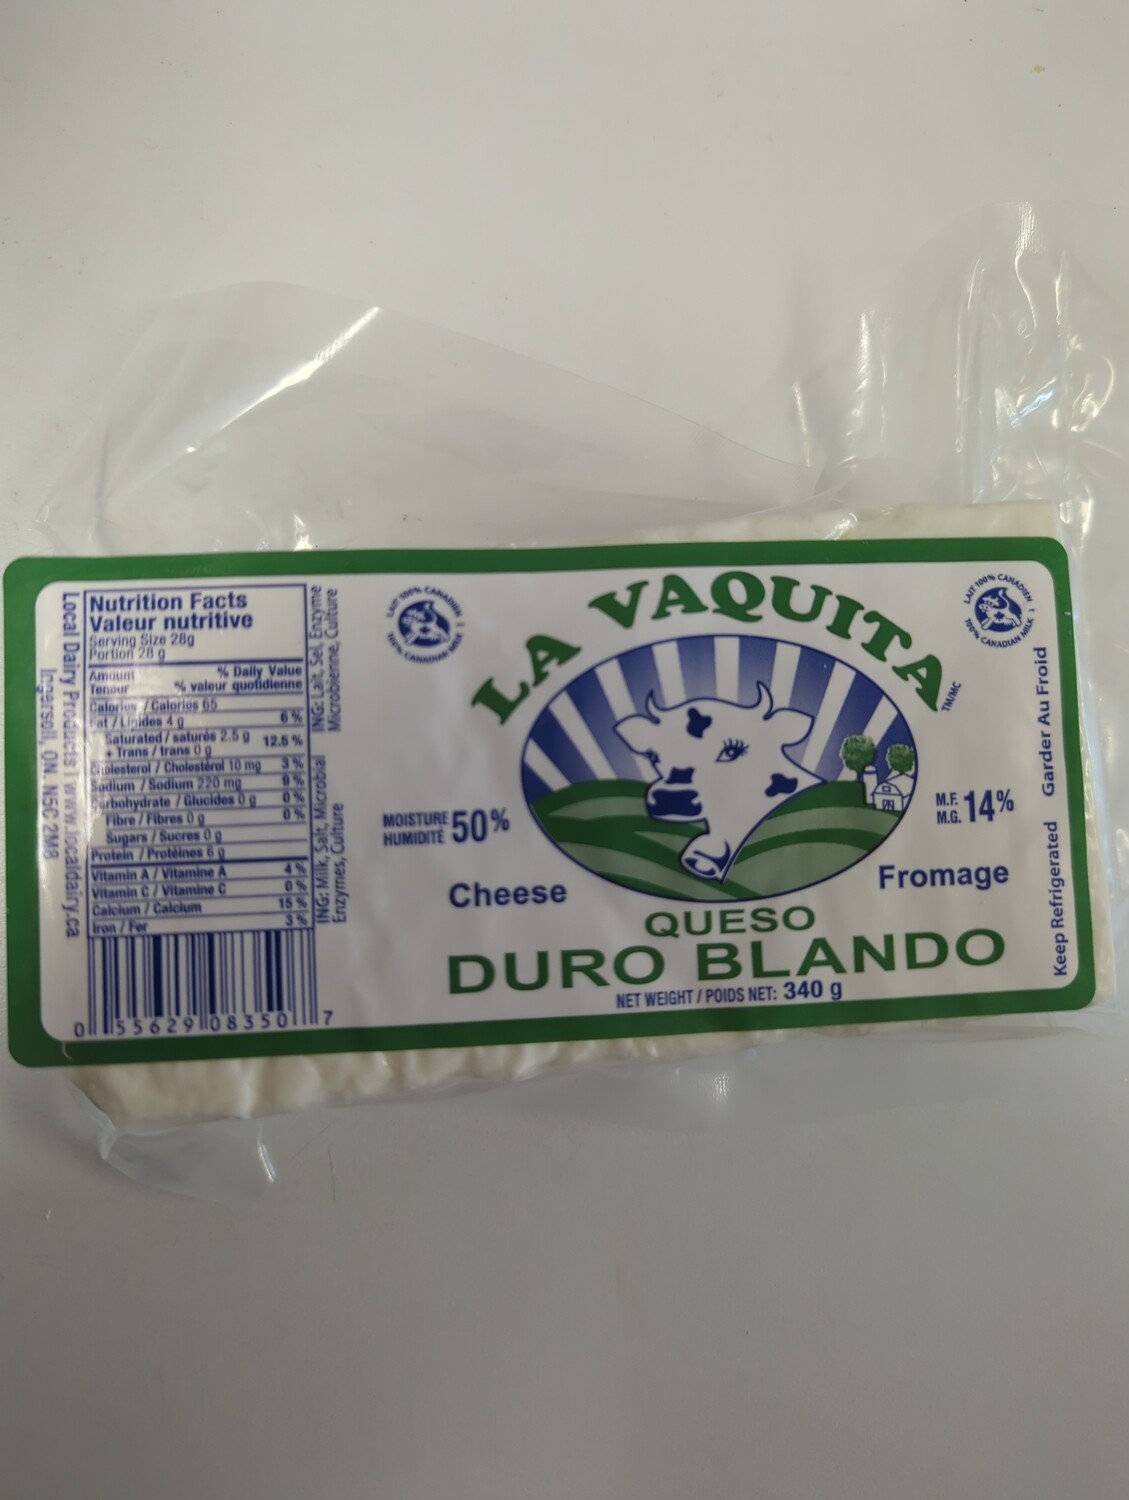 Nutrition Facts
Valeur nutritive
Serving Size 28g
Portion 28 g
Amount % Daily Value
Teneur % valeur quotidienne
Calories / Calories 65
Fat / Lipides 4 g 6 %
Saturated / saturés 2.5 g
+ Trans / trans 0 g 12.5 %
Cholesterol / Cholestérol 10 mg 3 %
Sodium / Sodium 220 mg 9 %
Carbohydrate / Glucides 0 g 0 %
Fibre / Fibres 0 g 0 %
Sugars / Sucres 0 g
Protein / Protéines 6 g
Vitamin A / Vitamine A 4 %
Vitamin C / Vitamine C 0 %
Calcium / Calcium 15 %
Iron / Fer 3 %
0 55629 08350 7
Local Dairy Products | www.localdairy.ca
Ingersoll, ON. N5C 2M8
ING: Milk, Salt, Microbial
Enzymes, Culture
ING: Lait, Sel, Enzyme
Microbienne, Culture
LAIT 100% CANADIEN
100% CANADIAN MILK
LA VAQUITA
TM/MC
LAIT 100% CANADIEN
100% CANADIAN MILK
MOISTURE
HUMIDITÉ 50%
M.F.
M.G. 14%
Cheese
Fromage
QUESO
DURO BLANDO
NET WEIGHT / POIDS NET: 340 g
Keep Refrigerated Garder Au Froid